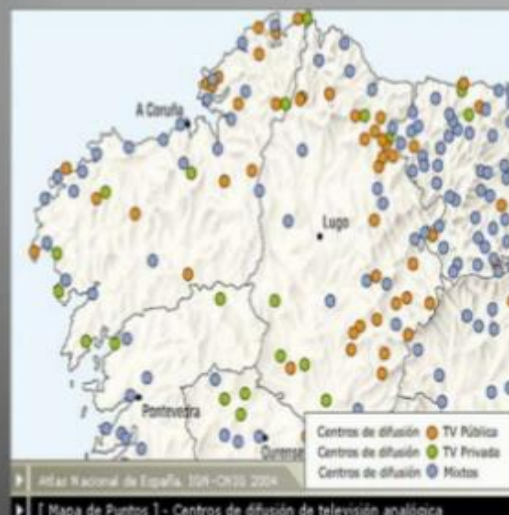 A Coruña
Lugo
Pontevedra
Ourense
Centros de difusión TV Pública
Centros de difusión TV Privada
Centros de difusión Mixtos
Atlas Nacional de España. IGN-CNIG 2004
[ Mapa de Puntos ] - Centros de difusión de televisión analógica